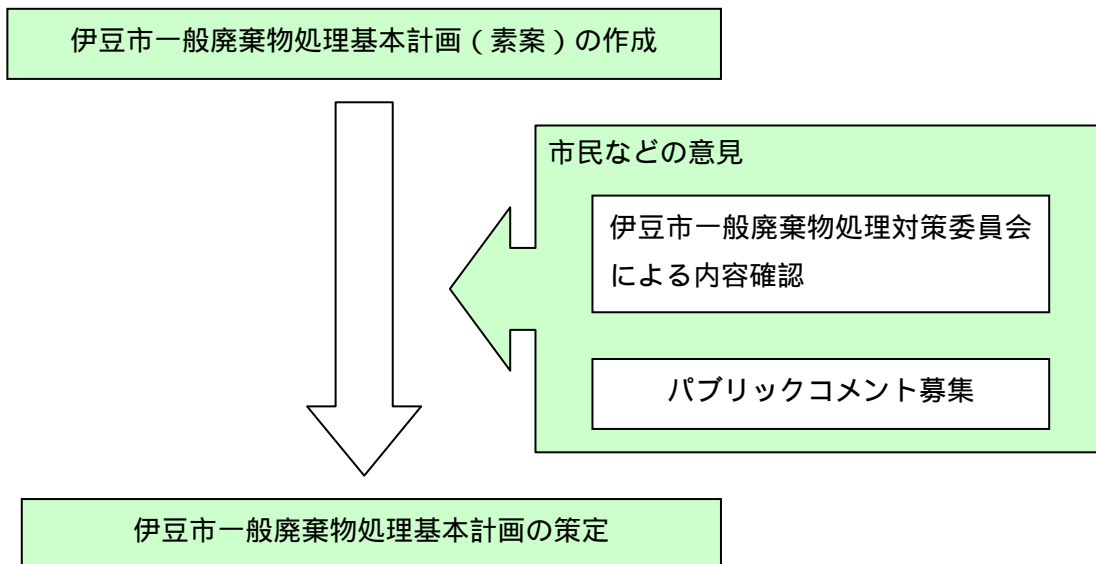 伊豆市一般廃棄物処理基本計画(素案)の作成
市民などの意見
伊豆市一般廃棄物処理対策委員会
による内容確認
パブリックコメント募集
伊豆市一般廃棄物処理基本計画の策定